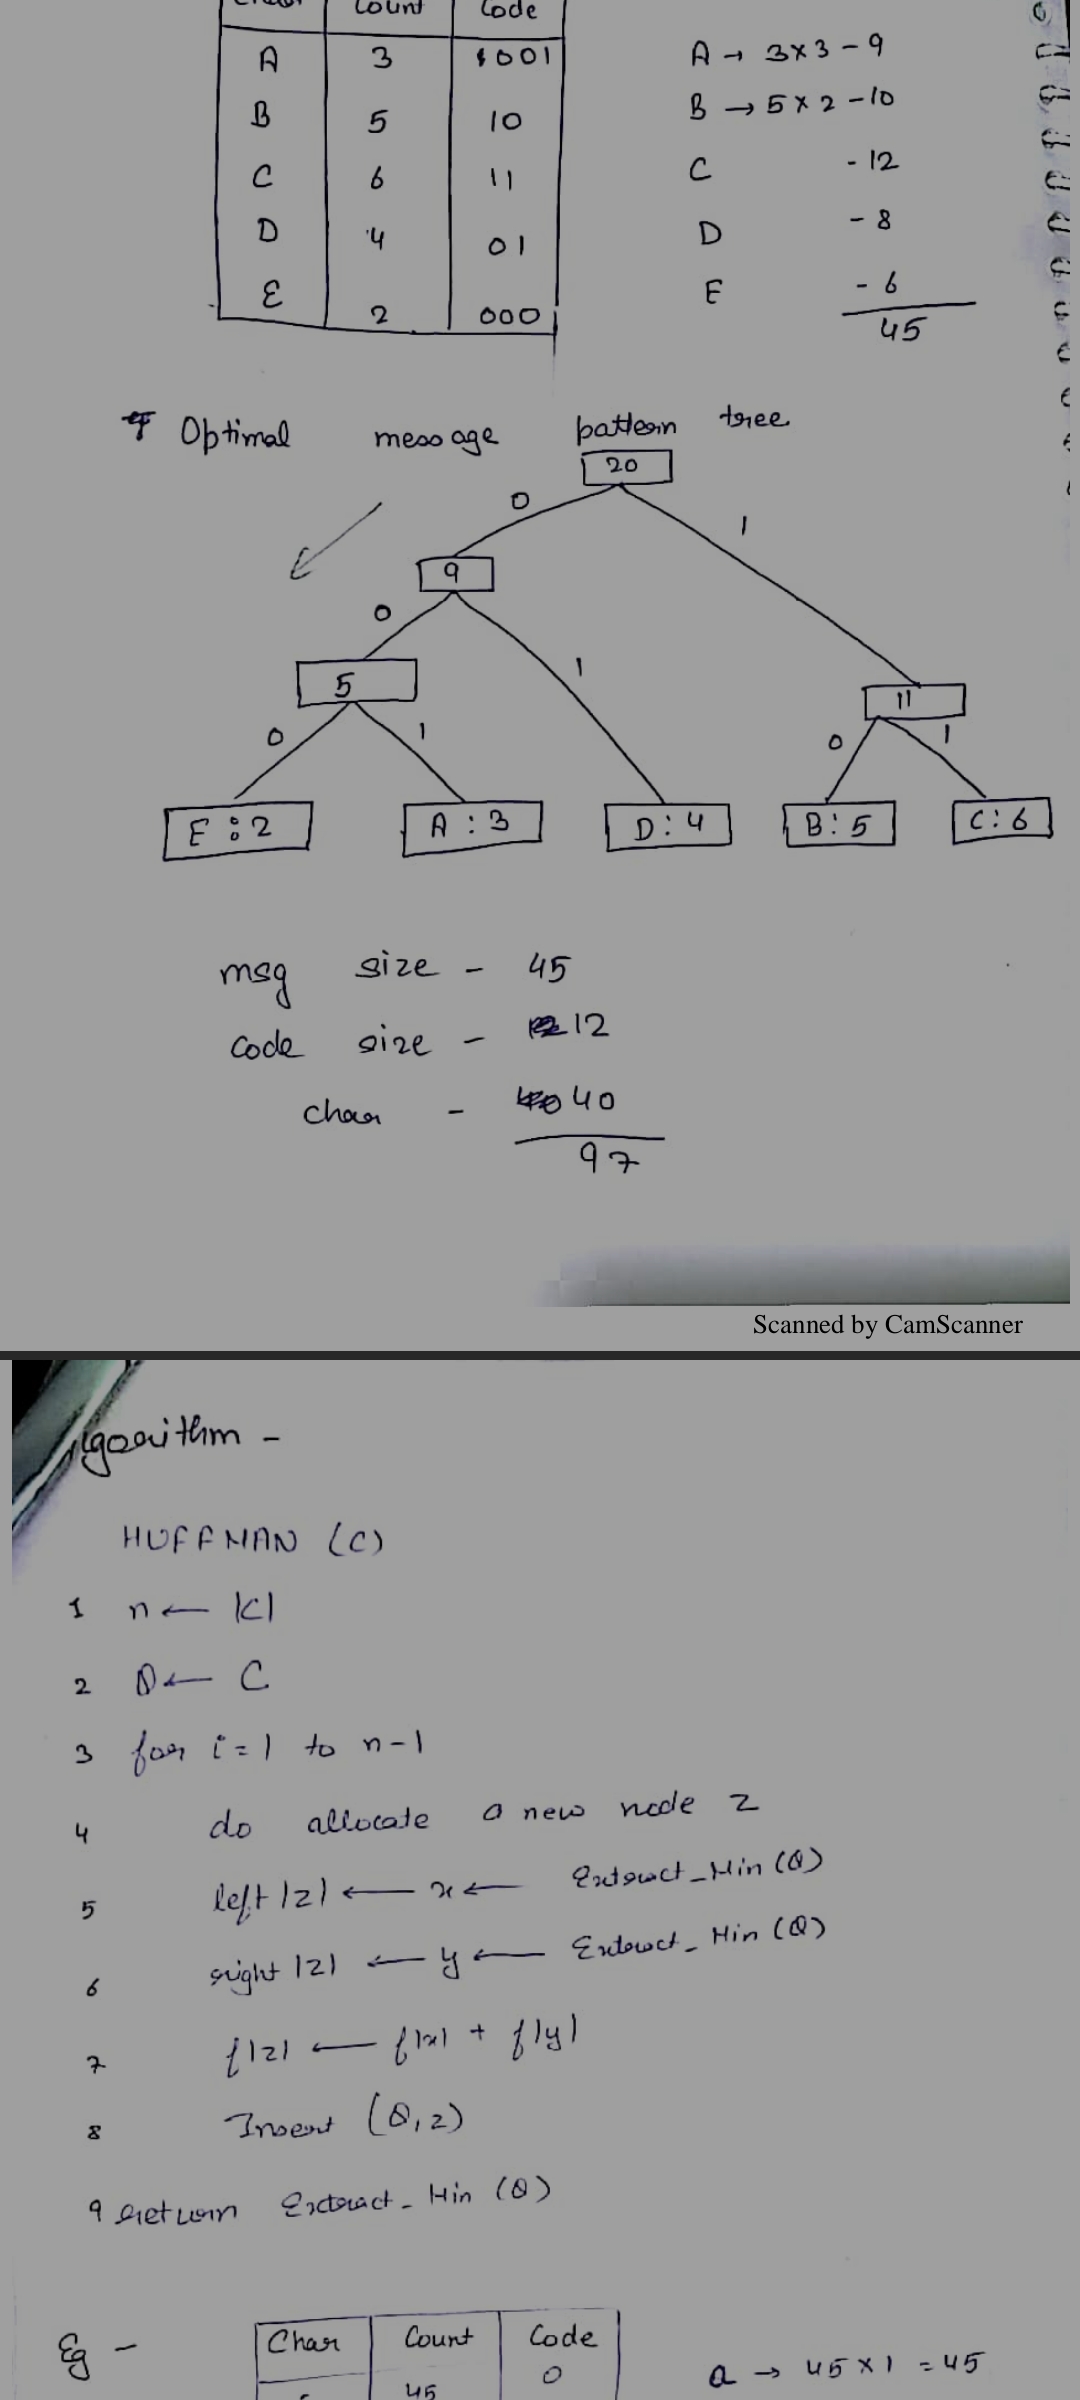 Count Code
A 3 001 A → 3×3 - 9
B 5 10 B → 5×2 - 10
C 6 11 C - 12
D 4 01 D - 8
E 2 000 E - 6
45
Optimal message pattern tree
20
0 1
9
0 1
5 11
0 1 0 1
E : 2 A : 3 D : 4 B : 5 C : 6
msg size - 45
code size - 12
char - 40
97
Scanned by CamScanner
lgorithm -
HUFFMAN (C)
1 n ← |C|
2 Q ← C
3 for i = 1 to n-1
4 do allocate a new node z
5 left |z| ← x ← Extract_Min (Q)
6 right |z| ← y ← Extract_Min (Q)
7 f|z| ← f|x| + f|y|
8 Insert (Q, z)
9 return Extract_Min (Q)
Eg - Char Count Code
45 0 a → 45 × 1 = 45